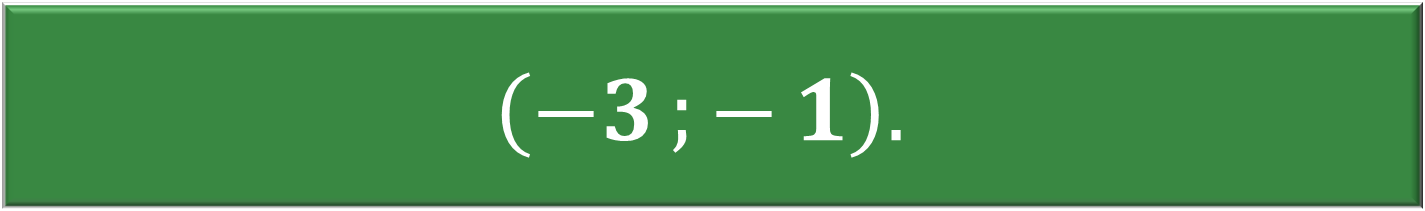 (−3 ; − 1).